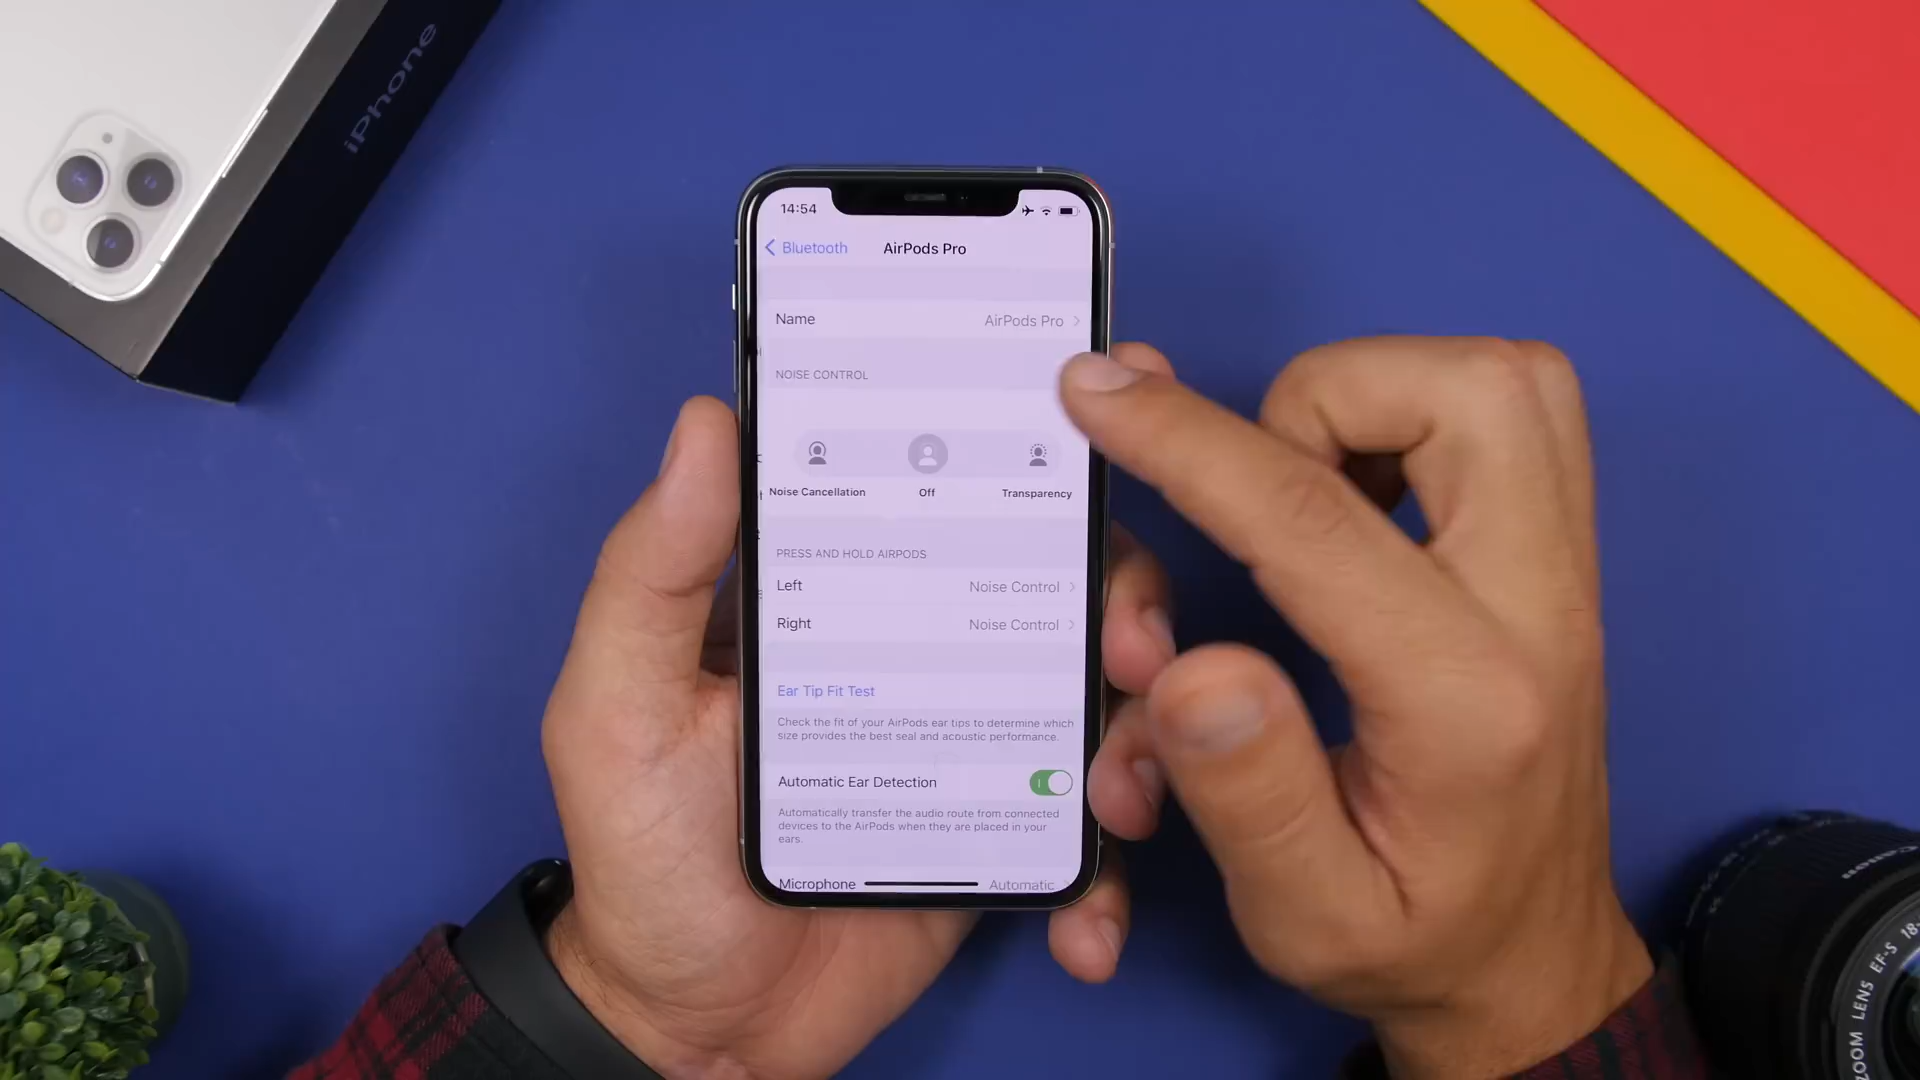 iPhone
14:54
Bluetooth
AirPods Pro
Name
AirPods Pro
NOISE CONTROL
Noise Cancellation
Off
Transparency
PRESS AND HOLD AIRPODS
Left
Noise Control
Right
Noise Control
Ear Tip Fit Test
Check the fit of your AirPods ear tips to determine which
size provides the best seal and acoustic performance.
Automatic Ear Detection
Automatically transfer the audio route from connected
devices to the AirPods when they are placed in your
ears.
Microphone
Automatic
Canon
ZOOM LENS EF-S 18